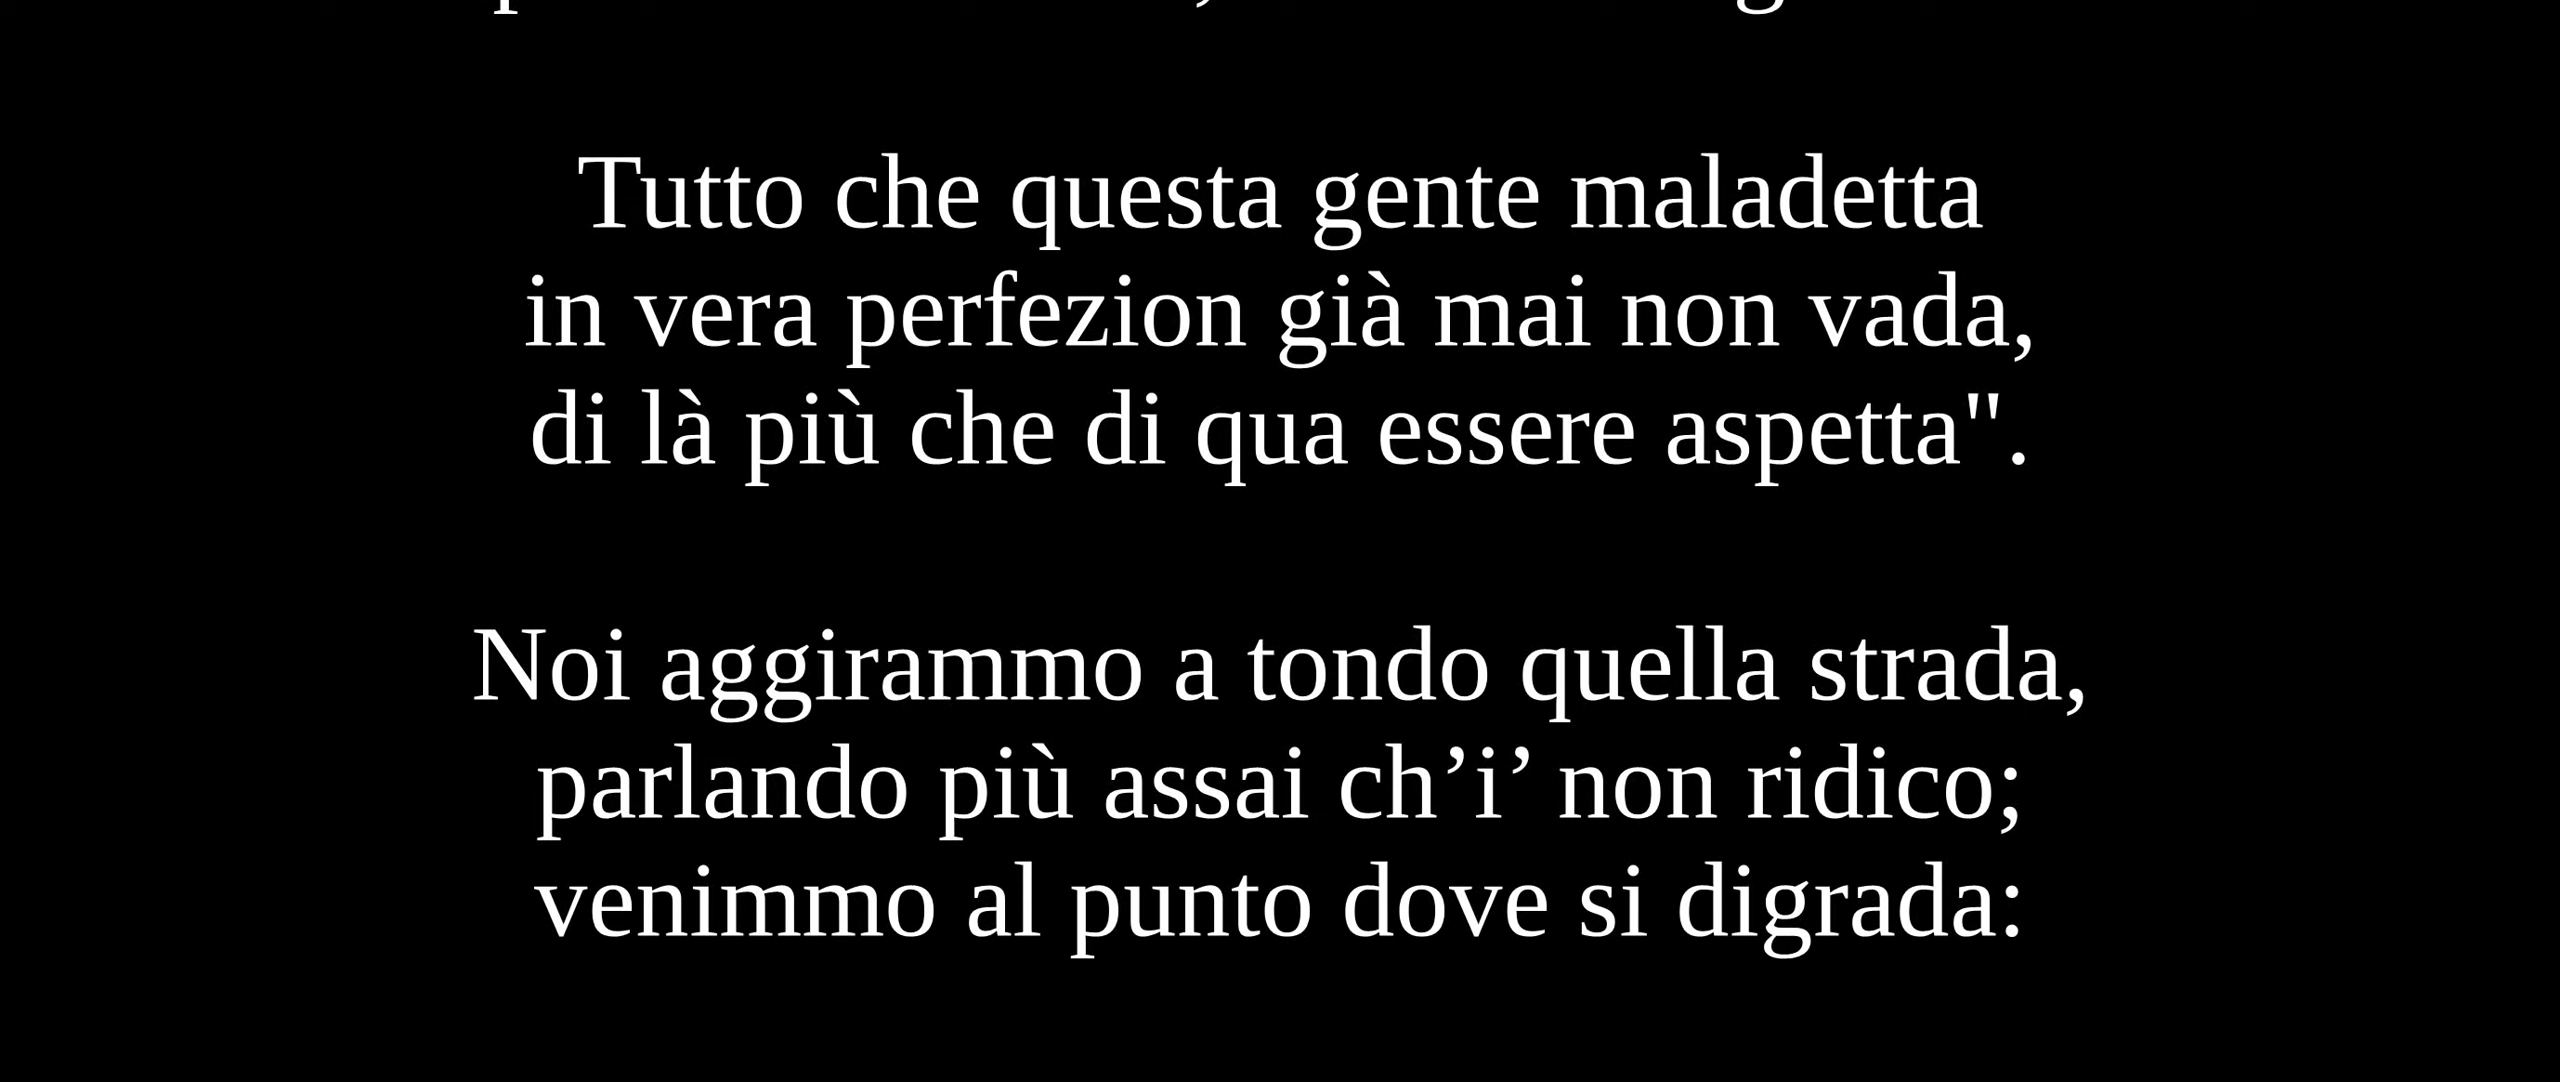 Tutto che questa gente maladetta
in vera perfezion già mai non vada,
di là più che di qua essere aspetta".
Noi aggirammo a tondo quella strada,
parlando più assai ch’i’ non ridico;
venimmo al punto dove si digrada: